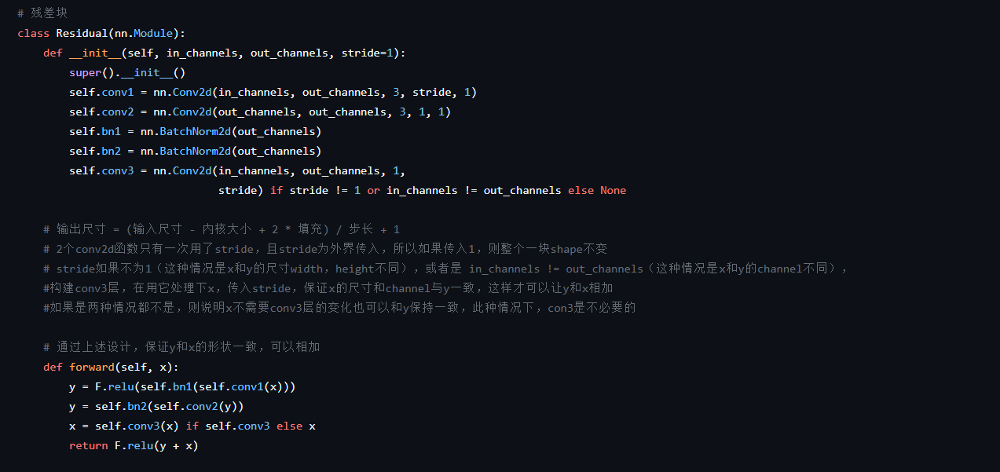 # 残差块
class Residual(nn.Module):
    def __init__(self, in_channels, out_channels, stride=1):
        super().__init__()
        self.conv1 = nn.Conv2d(in_channels, out_channels, 3, stride, 1)
        self.conv2 = nn.Conv2d(out_channels, out_channels, 3, 1, 1)
        self.bn1 = nn.BatchNorm2d(out_channels)
        self.bn2 = nn.BatchNorm2d(out_channels)
        self.conv3 = nn.Conv2d(in_channels, out_channels, 1,
                               stride) if stride != 1 or in_channels != out_channels else None

    # 输出尺寸 = (输入尺寸 - 内核大小 + 2 * 填充) / 步长 + 1
    # 2个conv2d函数只有一次用了stride，且stride为外界传入，所以如果传入1，则整个一块shape不变
    # stride如果不为1（这种情况是x和y的尺寸width，height不同），或者是 in_channels != out_channels（这种情况是x和y的channel不同），
    #构建conv3层，在用它处理下x，传入stride，保证x的尺寸和channel与y一致，这样才可以让y和x相加
    #如果是两种情况都不是，则说明x不需要conv3层的变化也可以和y保持一致，此种情况下，con3是不必要的

    # 通过上述设计，保证y和x的形状一致，可以相加
    def forward(self, x):
        y = F.relu(self.bn1(self.conv1(x)))
        y = self.bn2(self.conv2(y))
        x = self.conv3(x) if self.conv3 else x
        return F.relu(y + x)